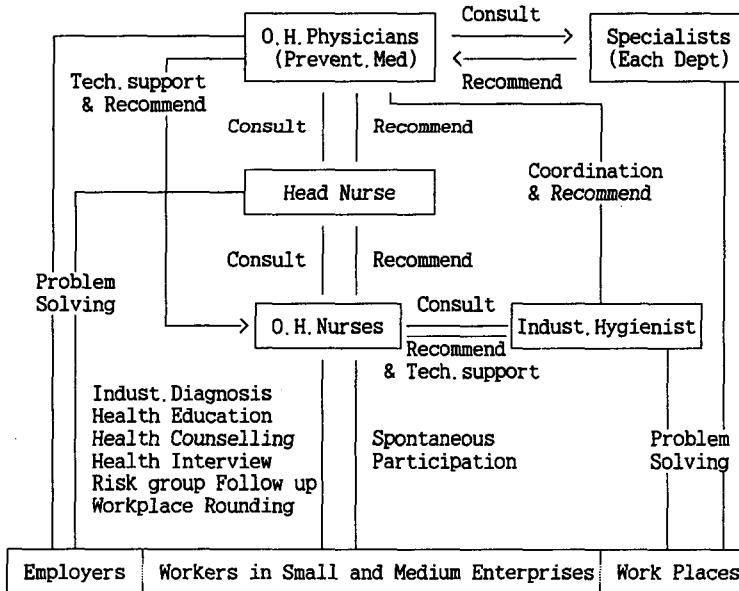 Consult
O.H.Physicians
(Prevent.Med)
Specialists
(Each Dept)
Recommend
Tech.support
& Recommend
Consult
Recommend
Coordination
& Recommend
Head Nurse
Consult
Recommend
Problem
Solving
O.H.Nurses
Consult
Recommend
& Tech.support
Indust.Hygienist
Indust.Diagnosis
Health Education
Health Counselling
Health Interview
Risk group Follow up
Workplace Rounding
Spontaneous
Participation
Problem
Solving
Employers
Workers in Small and Medium Enterprises
Work Places